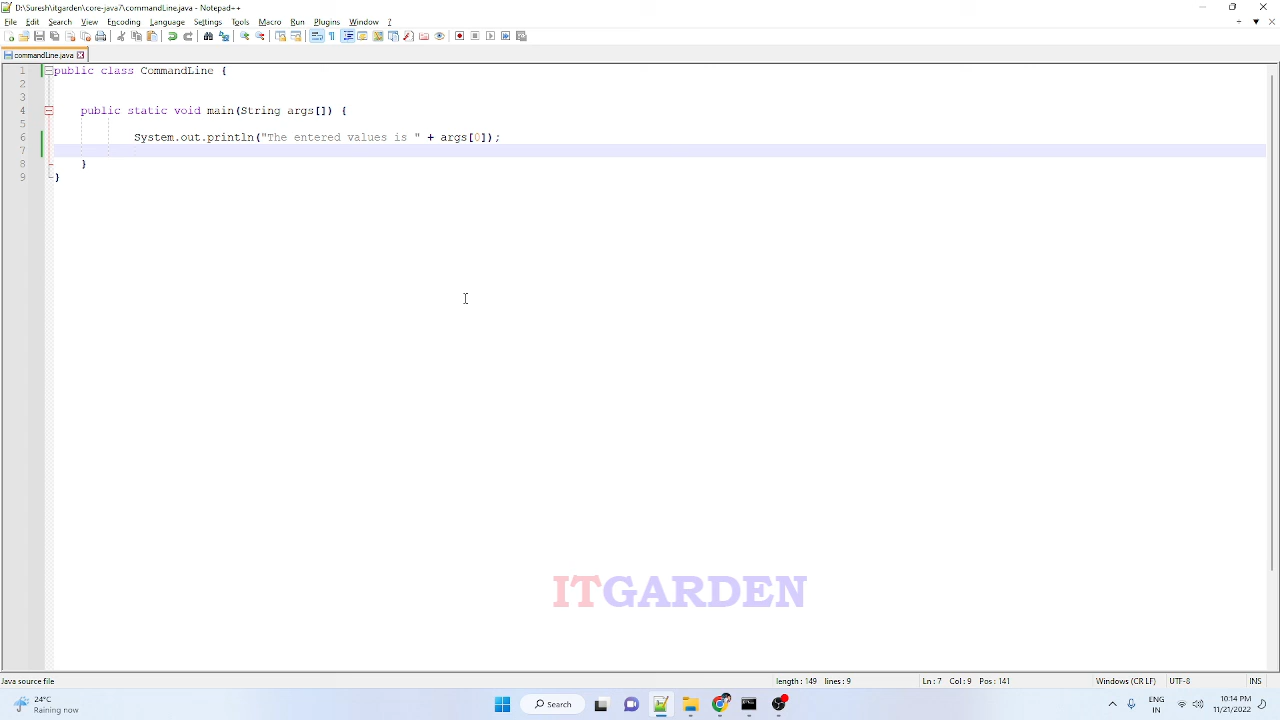 D:\Suresh\itgarden\core-java7\commandLine.java - Notepad++
File Edit Search View Encoding Language Settings Tools Macro Run Plugins Window ?
commandLine.java
1 public class CommandLine {
2
3
4 public static void main(String args[]) {
5
6 System.out.println("The entered values is " + args[0]);
7
8 }
9 }
ITGARDEN
Java source file length : 149 lines : 9 Ln : 7 Col : 9 Pos : 141 Windows (CR LF) UTF-8 INS
24°C
Raining now
Search
ENG
IN
10:14 PM
11/21/2022